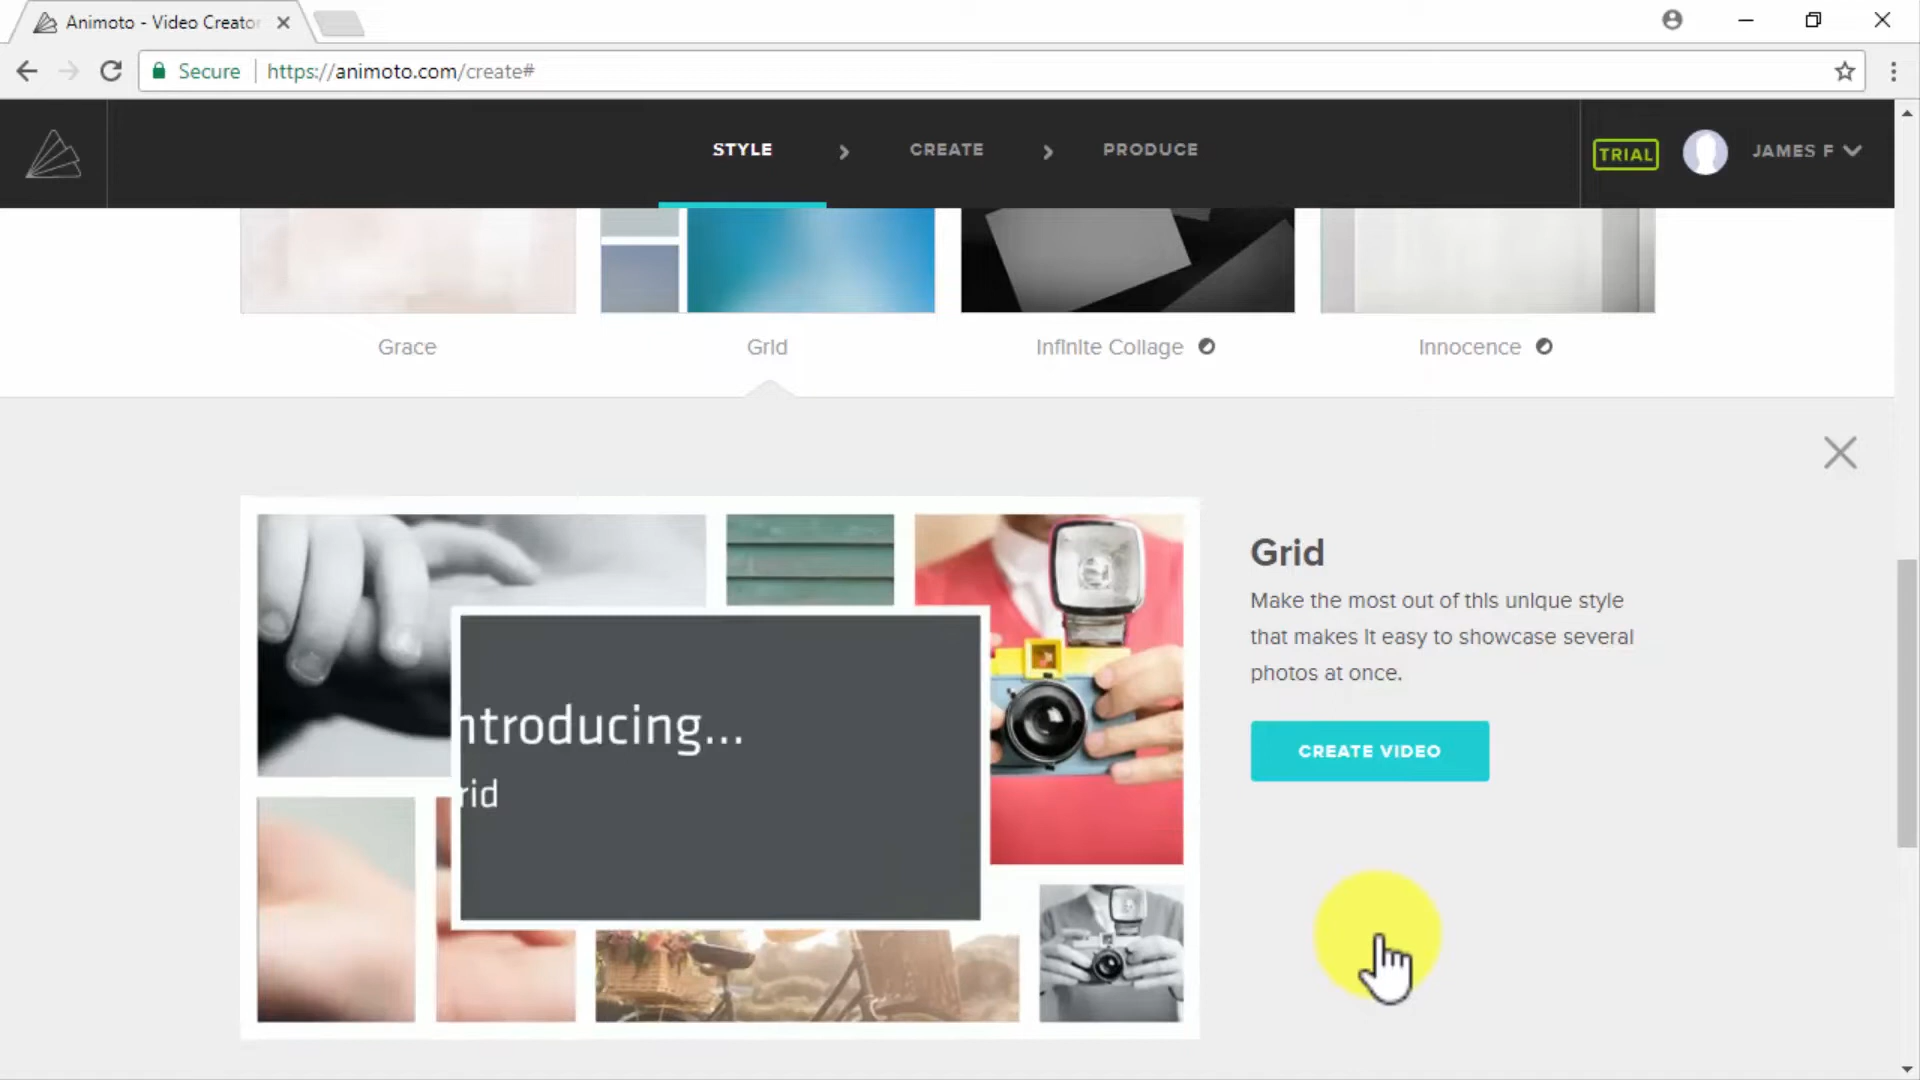 Animoto - Video Creator
Secure
https://animoto.com/create#
STYLE
CREATE
PRODUCE
TRIAL
JAMES F
Grace
Grid
Infinite Collage
Innocence
ntroducing...
rid
Grid
Make the most out of this unique style
that makes it easy to showcase several
photos at once.
CREATE VIDEO